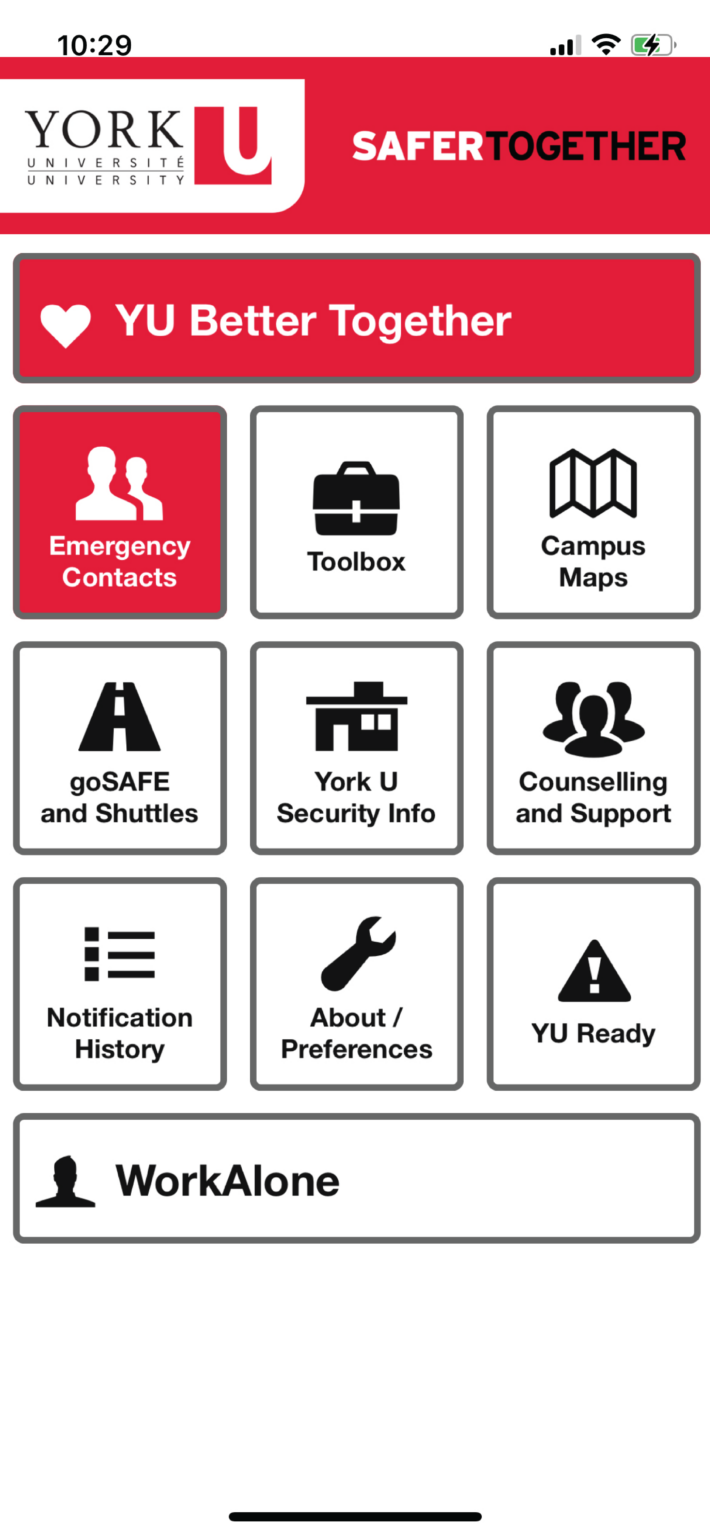 10:29
YORK U
UNIVERSITÉ
UNIVERSITY
SAFERTOGETHER
YU Better Together
Emergency
Contacts
Toolbox
Campus
Maps
goSAFE
and Shuttles
York U
Security Info
Counselling
and Support
Notification
History
About /
Preferences
YU Ready
WorkAlone